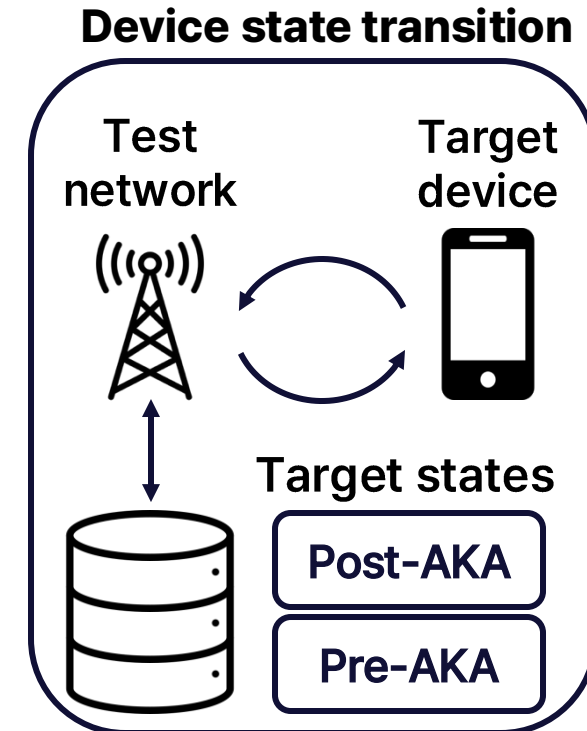 Device state transition
Test
network
Target
device
Target states
Post-AKA
Pre-AKA